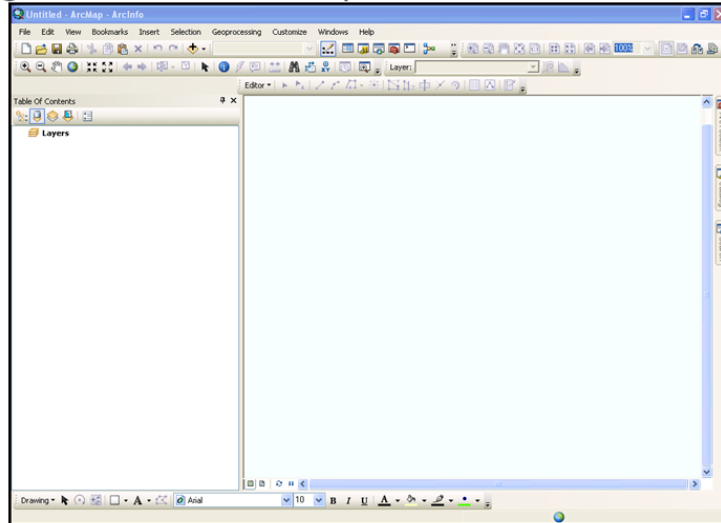 Untitled - ArcMap - ArcInfo
File Edit View Bookmarks Insert Selection Geoprocessing Customize Windows Help
100%
Layer:
Editor
Table Of Contents
Layers
Drawing A Arial 10 B I U A